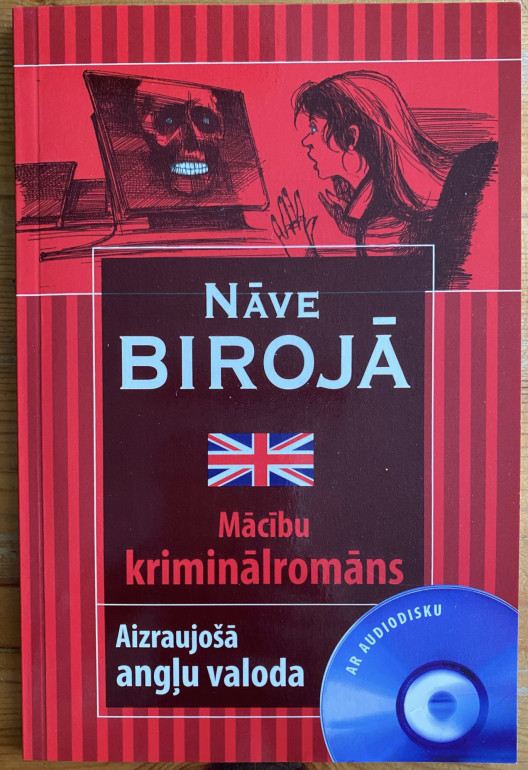 NĀVE
BIROJĀ
Mācību
kriminālromāns
Aizraujošā
angļu valoda
AR AUDIODISKU